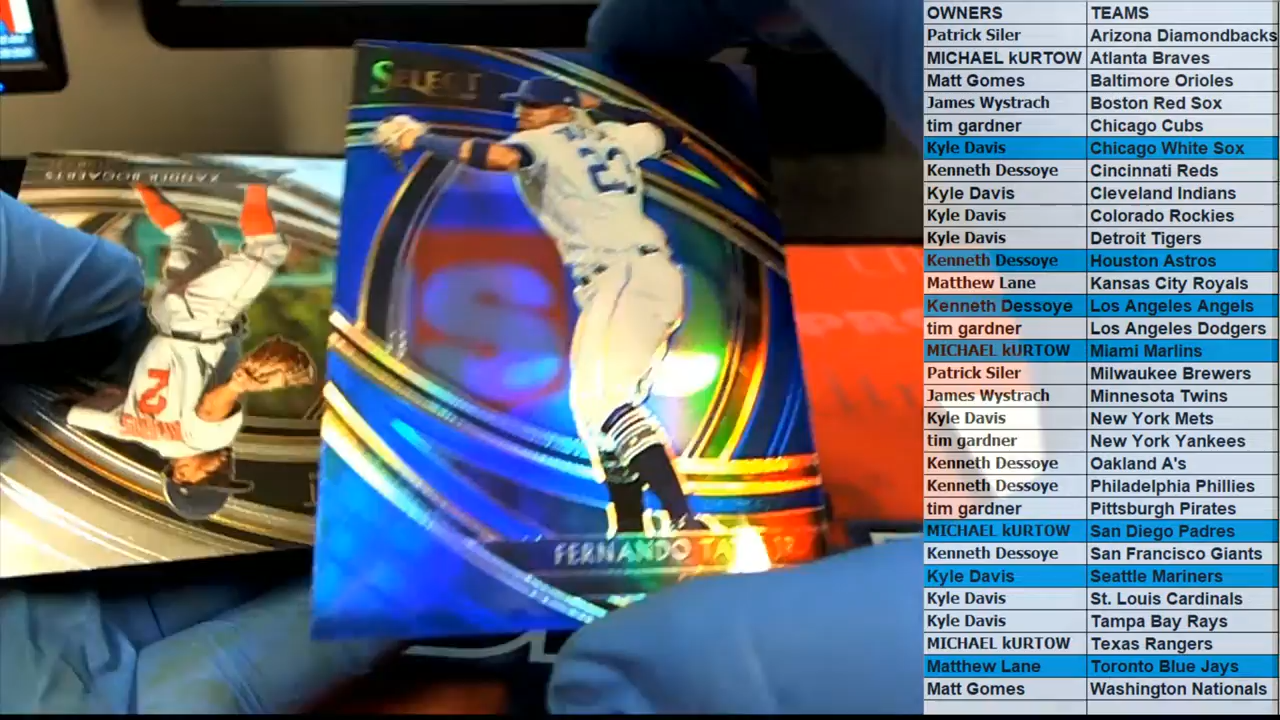 SELECT
XANDER BOGAERTS
2
23
S
FERNANDO
OWNERS TEAMS
Patrick Siler Arizona Diamondbacks
MICHAEL kURTOW Atlanta Braves
Matt Gomes Baltimore Orioles
James Wystrach Boston Red Sox
tim gardner Chicago Cubs
Kyle Davis Chicago White Sox
Kenneth Dessoye Cincinnati Reds
Kyle Davis Cleveland Indians
Kyle Davis Colorado Rockies
Kyle Davis Detroit Tigers
Kenneth Dessoye Houston Astros
Matthew Lane Kansas City Royals
Kenneth Dessoye Los Angeles Angels
tim gardner Los Angeles Dodgers
MICHAEL kURTOW Miami Marlins
Patrick Siler Milwaukee Brewers
James Wystrach Minnesota Twins
Kyle Davis New York Mets
tim gardner New York Yankees
Kenneth Dessoye Oakland A's
Kenneth Dessoye Philadelphia Phillies
tim gardner Pittsburgh Pirates
MICHAEL kURTOW San Diego Padres
Kenneth Dessoye San Francisco Giants
Kyle Davis Seattle Mariners
Kyle Davis St. Louis Cardinals
Kyle Davis Tampa Bay Rays
MICHAEL kURTOW Texas Rangers
Matthew Lane Toronto Blue Jays
Matt Gomes Washington Nationals